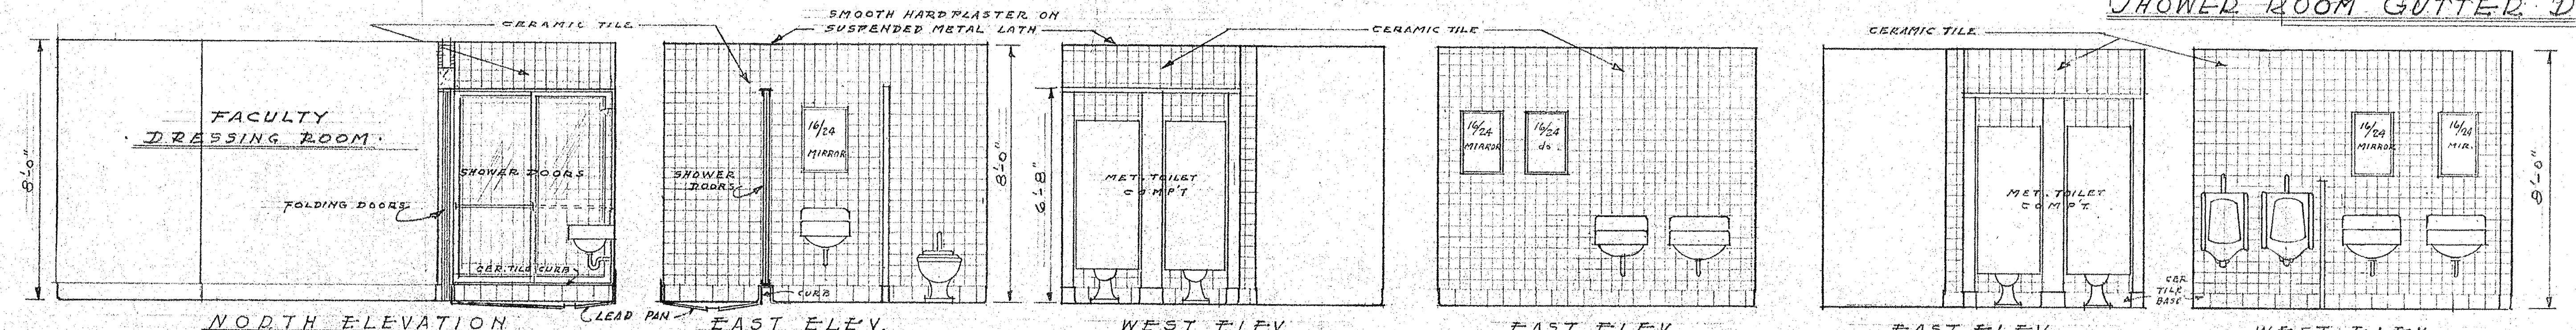 SHOWER ROOM GUTTER D
CERAMIC TILE
SMOOTH HARD PLASTER ON
SUSPENDED METAL LATH
CERAMIC TILE
CERAMIC TILE
8'-0"
FACULTY
DRESSING ROOM.
SHOWER DOORS
FOLDING DOORS
CER. TILE CURB
LEAD PAN
NORTH ELEVATION
SHOWER
DOORS
16/24
MIRROR
CURB
8'-0"
EAST ELEV.
6'-8"
MET. TOILET
COMP'T
WEST ELEV.
16/24
MIRROR
16/24
do.
EAST ELEV.
MET. TOILET
COMP'T
CER
TILE
BASE
EAST ELEV.
16/24
MIRROR
16/24
MIR.
8'-0"
WEST ELEV.